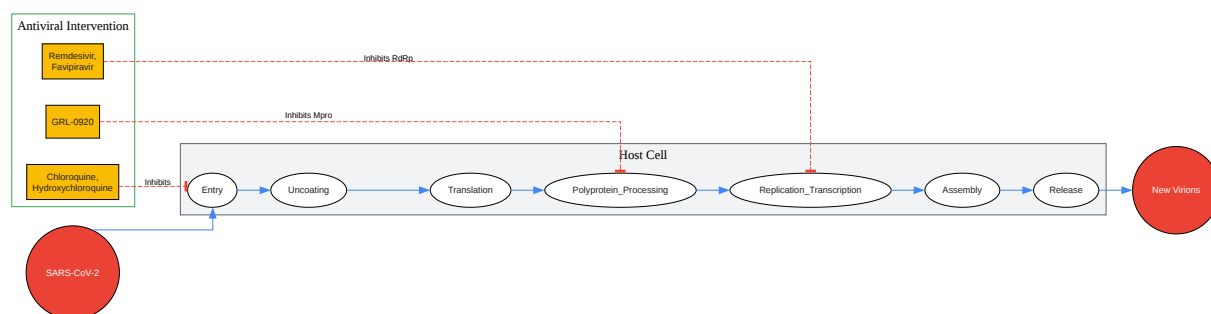 Antiviral Intervention
Remdesivir,
Favipiravir
Inhibits RdRp
GRL-0920
Inhibits Mpro
Host Cell
Chloroquine,
Hydroxychloroquine
Inhibits
Entry
Uncoating
Translation
Polyprotein_Processing
Replication_Transcription
Assembly
Release
New Virions
SARS-CoV-2